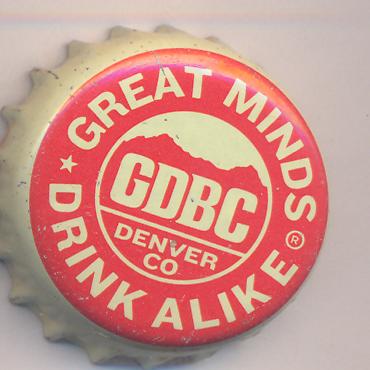 GREAT MINDS
DRINK ALIKE ®
GDBC
DENVER
CO